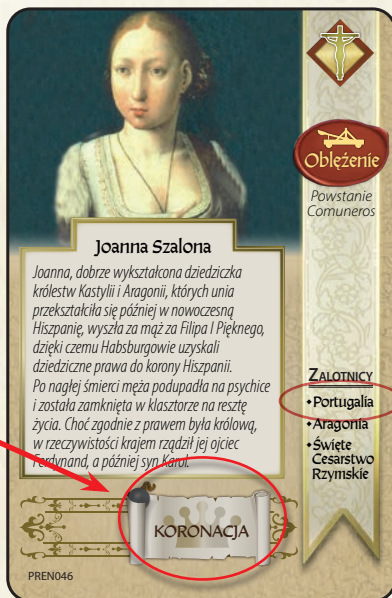 Oblężenie
Powstanie
Comuneros
Joanna Szalona
Joanna, dobrze wykształcona dziedziczka
królestw Kastylii i Aragonii, których unia
przekształciła się później w nowoczesną
Hiszpanię, wyszła za mąż za Filipa I Pięknego,
dzięki czemu Habsburgowie uzyskali
dziedziczne prawa do korony Hiszpanii.
Po nagłej śmierci męża podupadła na psychice
i została zamknięta w klasztorze na resztę
życia. Choć zgodnie z prawem była królową,
w rzeczywistości krajem rządził jej ojciec
Ferdynand, a później syn Karol.
ZALOTNICY
•Portugalia
•Aragonia
•Święte
Cesarstwo
Rzymskie
KORONACJA
PREN046